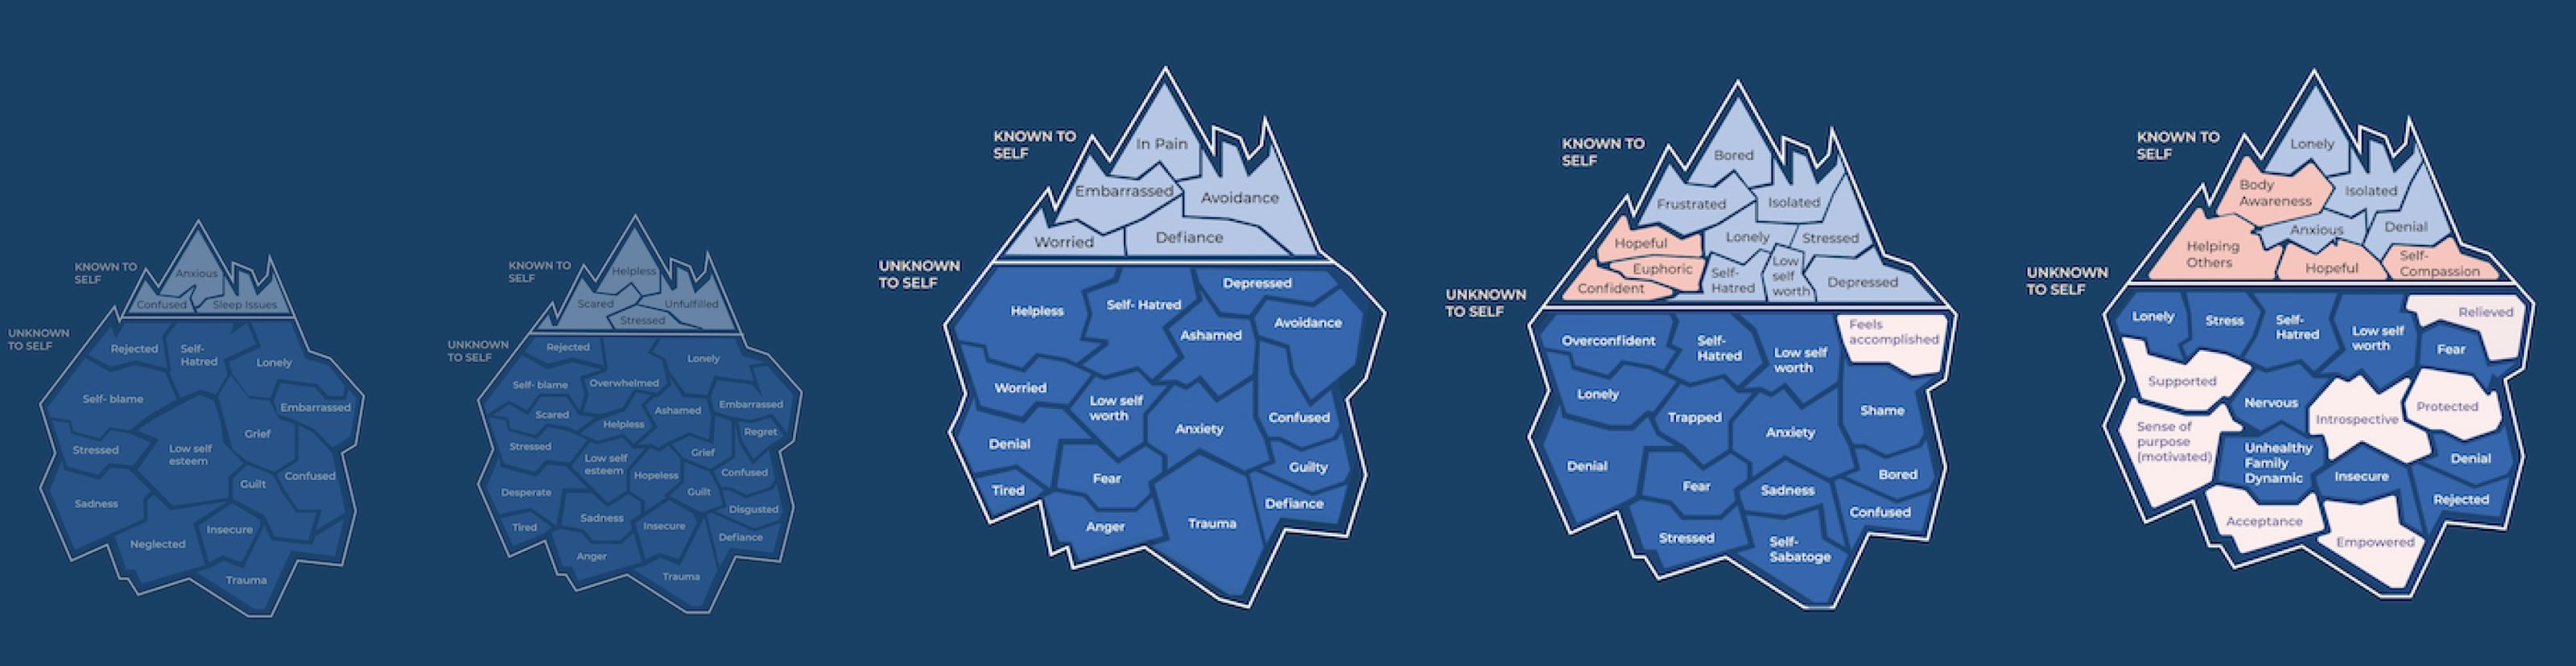 KNOWN TO
SELF
Anxious
Confused
Sleep Issues
UNKNOWN
TO SELF
Rejected
Self-
Hatred
Lonely
Self- blame
Embarrassed
Grief
Stressed
Low self
esteem
Confused
Guilt
Sadness
Insecure
Neglected
Trauma
KNOWN TO
SELF
Helpless
Scared
Unfulfilled
Stressed
UNKNOWN
TO SELF
Rejected
Lonely
Self- blame
Overwhelmed
Scared
Ashamed
Embarrassed
Helpless
Regret
Stressed
Grief
Low self
esteem
Hopeless
Confused
Desperate
Guilt
Disgusted
Sadness
Tired
Insecure
Defiance
Anger
Trauma
KNOWN TO
SELF
In Pain
Embarrassed
Avoidance
Worried
Defiance
UNKNOWN
TO SELF
Helpless
Self- Hatred
Depressed
Ashamed
Avoidance
Worried
Low self
worth
Confused
Anxiety
Denial
Guilty
Fear
Tired
Defiance
Anger
Trauma
KNOWN TO
SELF
Bored
Frustrated
Isolated
Hopeful
Lonely
Stressed
Euphoric
Self-
Hatred
Low
self
worth
Depressed
Confident
UNKNOWN
TO SELF
Overconfident
Self-
Hatred
Low self
worth
Feels
accomplished
Lonely
Trapped
Shame
Anxiety
Denial
Bored
Fear
Sadness
Confused
Stressed
Self-
Sabatoge
KNOWN TO
SELF
Lonely
Body
Awareness
Isolated
Anxious
Denial
Helping
Others
Hopeful
Self-
Compassion
UNKNOWN
TO SELF
Lonely
Stress
Self-
Hatred
Low self
worth
Relieved
Fear
Supported
Nervous
Introspective
Protected
Sense of
purpose
(motivated)
Unhealthy
Family
Dynamic
Insecure
Denial
Rejected
Acceptance
Empowered